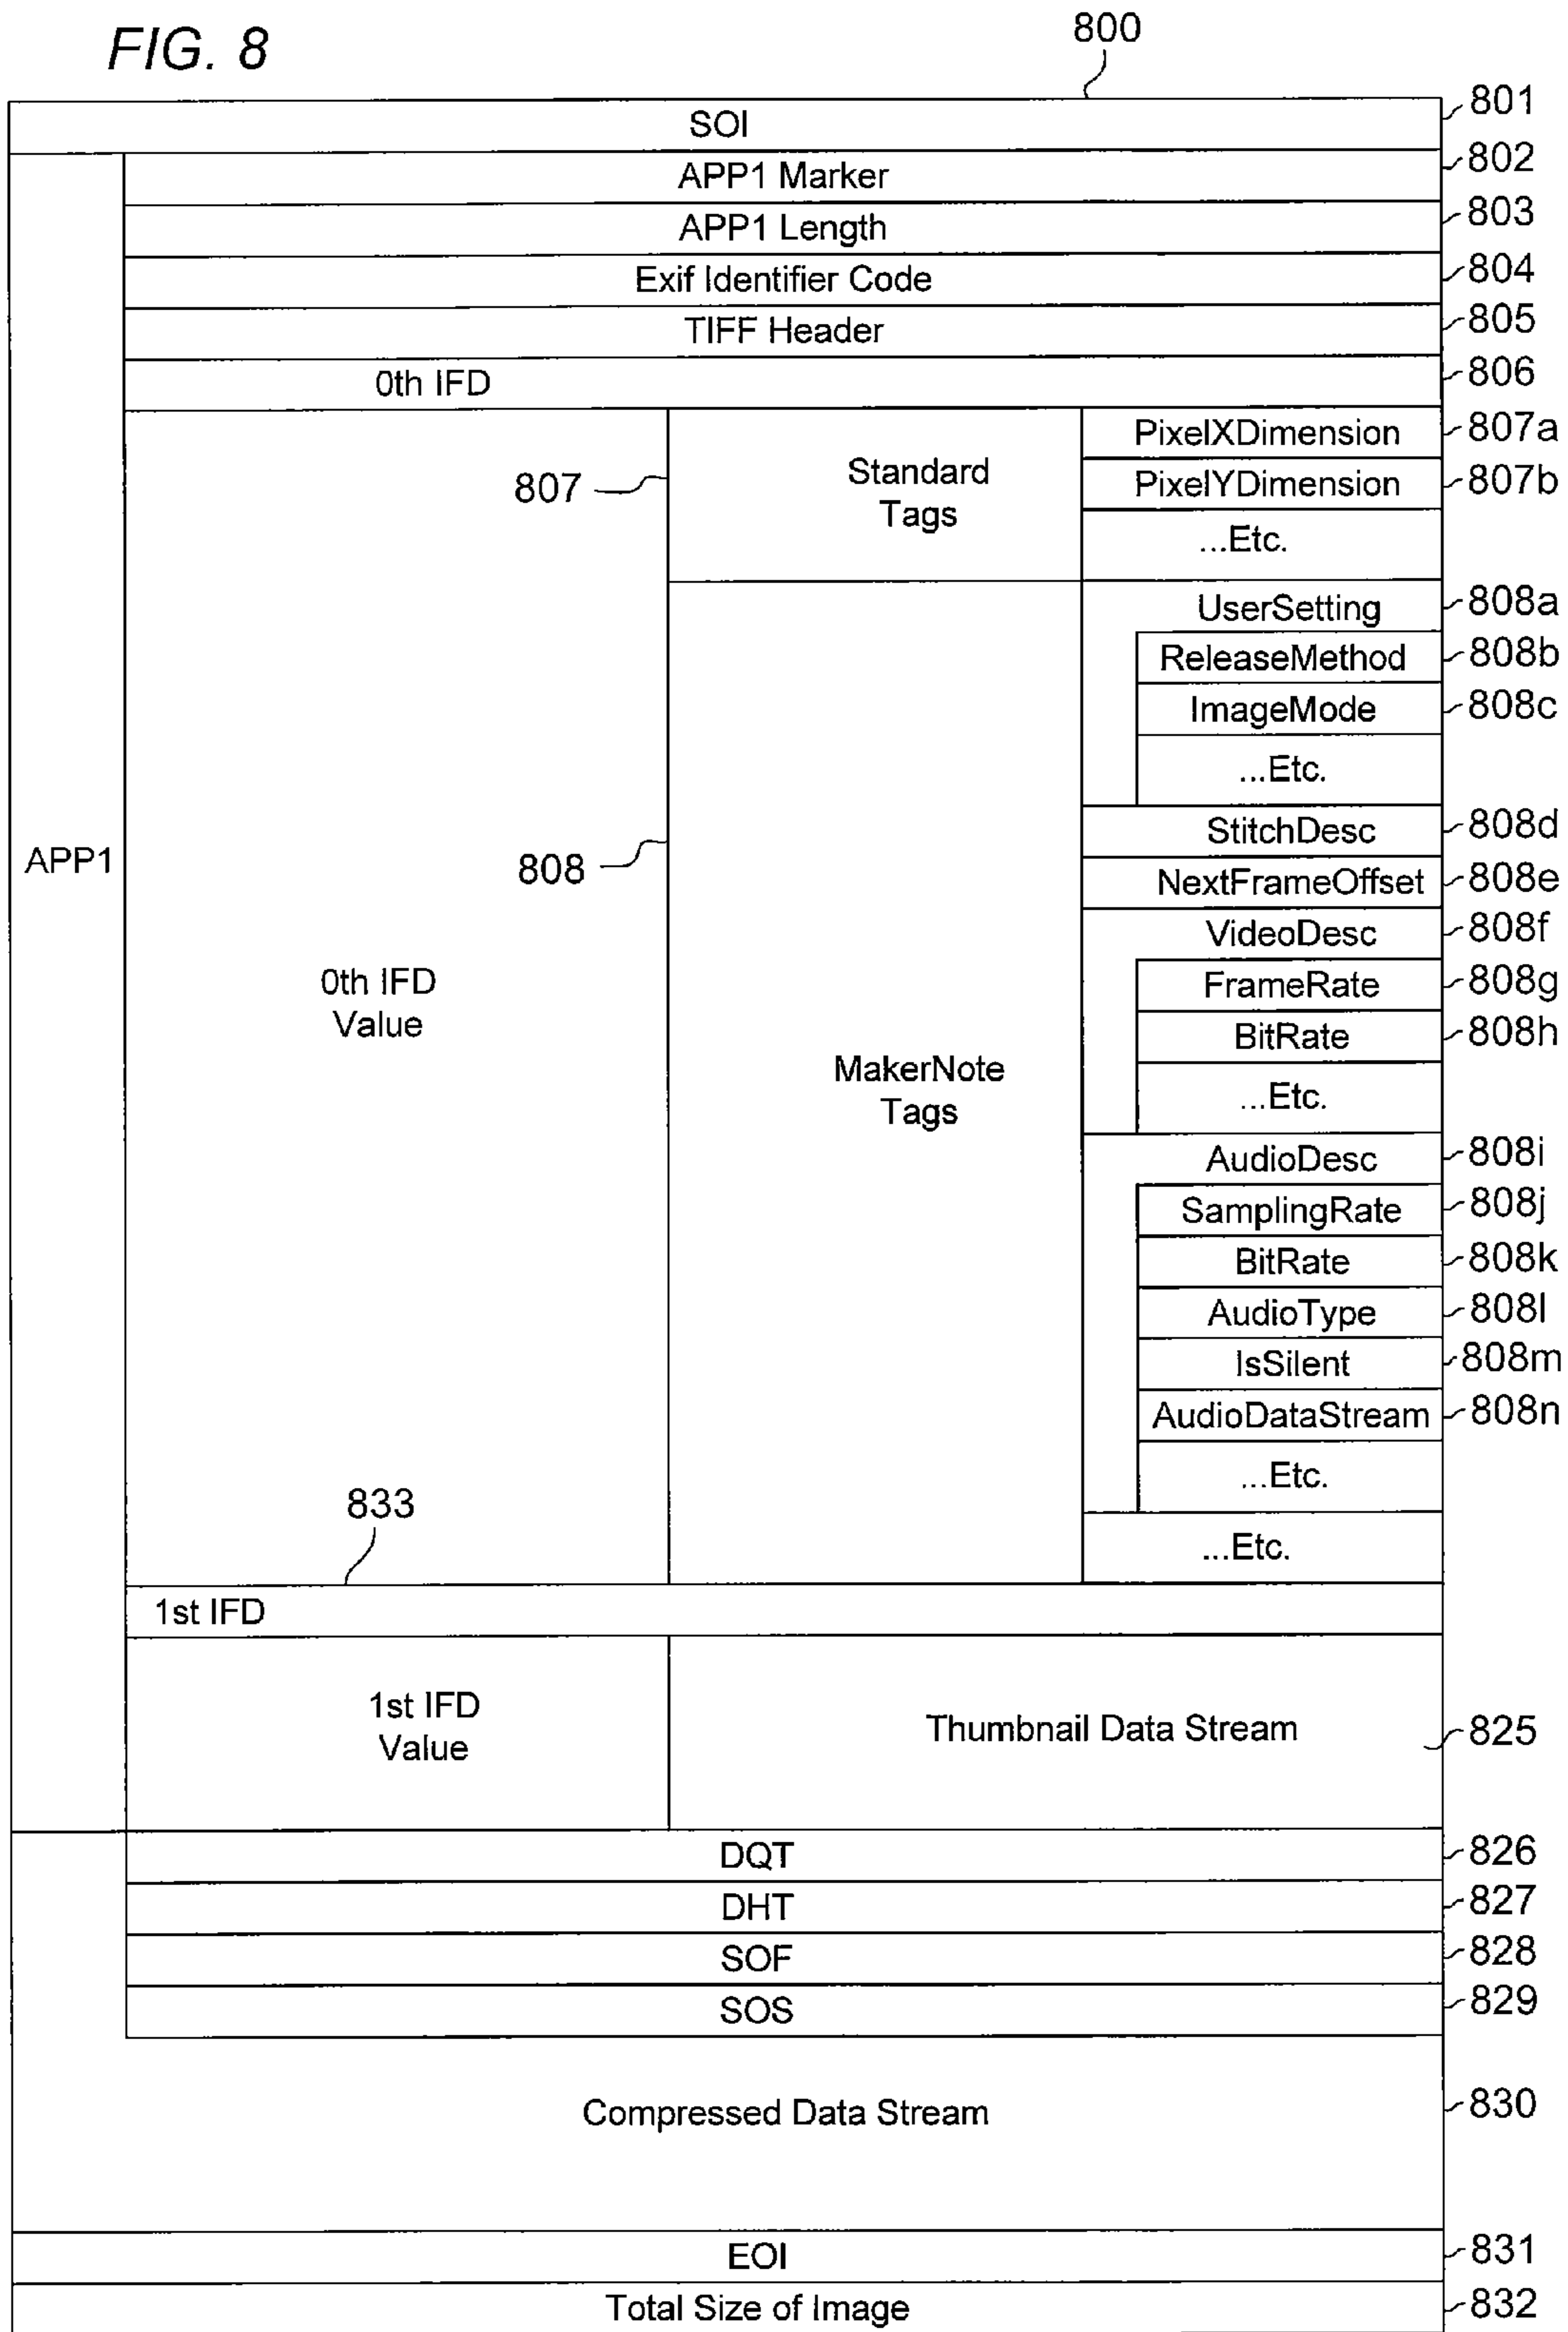 FIG. 8
800
SOI 801
APP1
APP1 Marker 802
APP1 Length 803
Exif Identifier Code 804
TIFF Header 805
0th IFD 806
0th IFD
Value
807
Standard
Tags
PixelXDimension 807a
PixelYDimension 807b
...Etc.
808
MakerNote
Tags
UserSetting 808a
ReleaseMethod 808b
ImageMode 808c
...Etc.
StitchDesc 808d
NextFrameOffset 808e
VideoDesc 808f
FrameRate 808g
BitRate 808h
...Etc.
AudioDesc 808i
SamplingRate 808j
BitRate 808k
AudioType 808l
IsSilent 808m
AudioDataStream 808n
...Etc.
...Etc.
833
1st IFD
1st IFD
Value
Thumbnail Data Stream 825
DQT 826
DHT 827
SOF 828
SOS 829
Compressed Data Stream 830
EOI 831
Total Size of Image 832